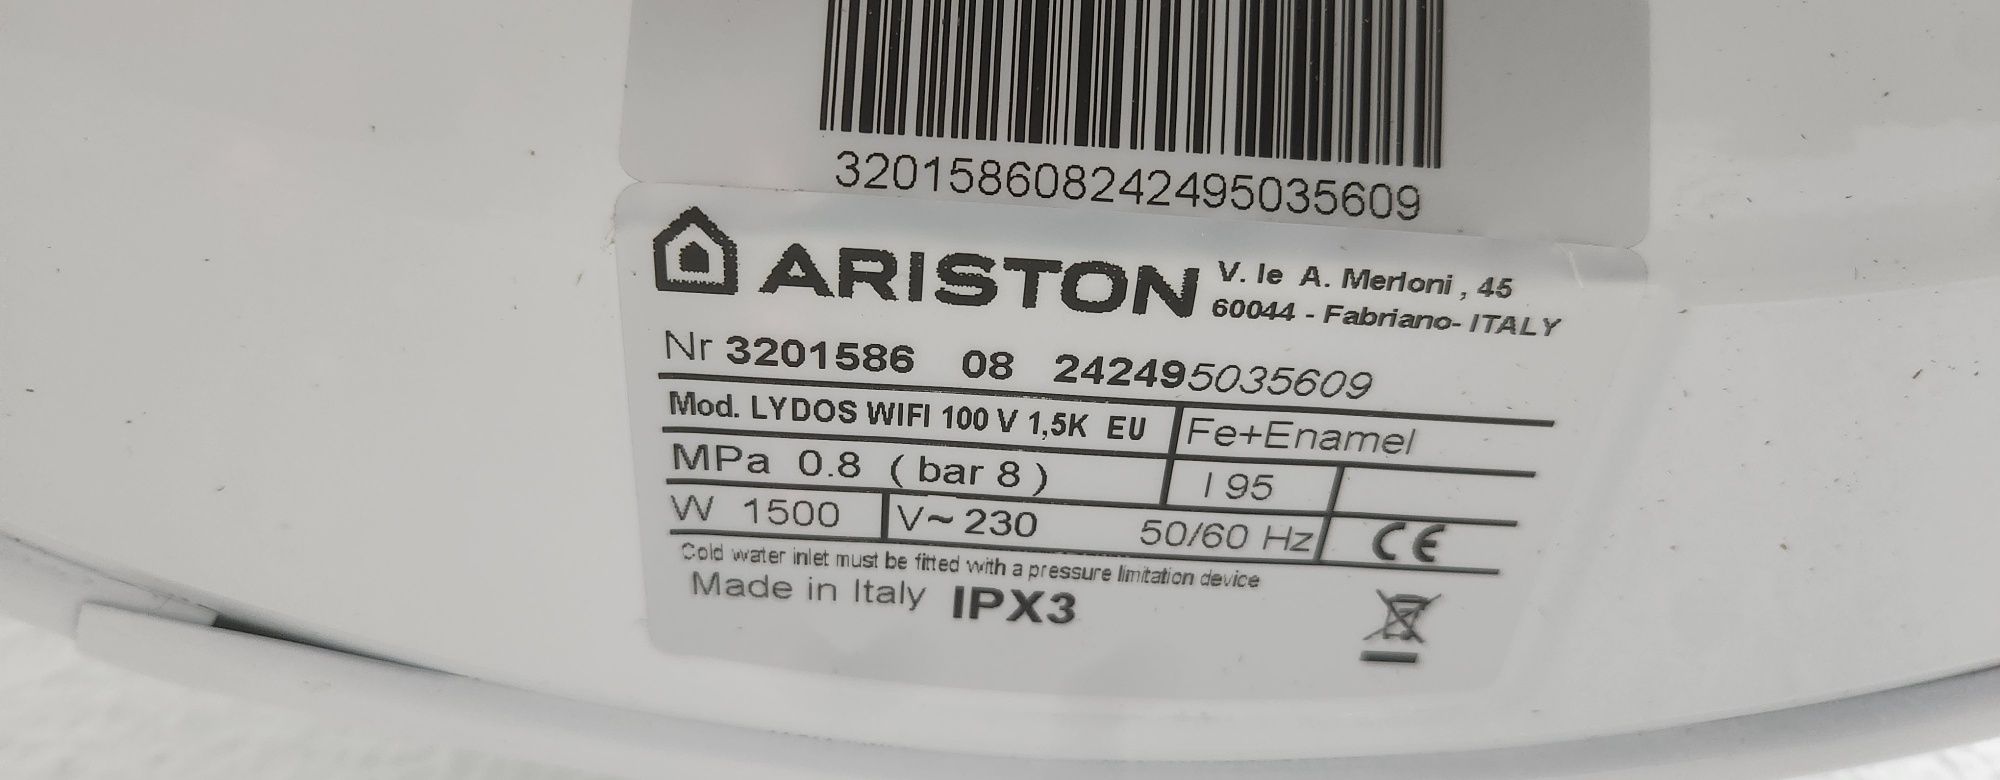 320158608242495035609
ARISTON V. le A. Merloni , 45
60044 - Fabriano- ITALY
Nr 3201586 08 242495035609
Mod. LYDOS WIFI 100 V 1,5K EU Fe+Enamel
MPa 0.8 ( bar 8 ) l 95
W 1500 V~ 230 50/60 Hz CE
Cold water inlet must be fitted with a pressure limitation device
Made in Italy IPX3